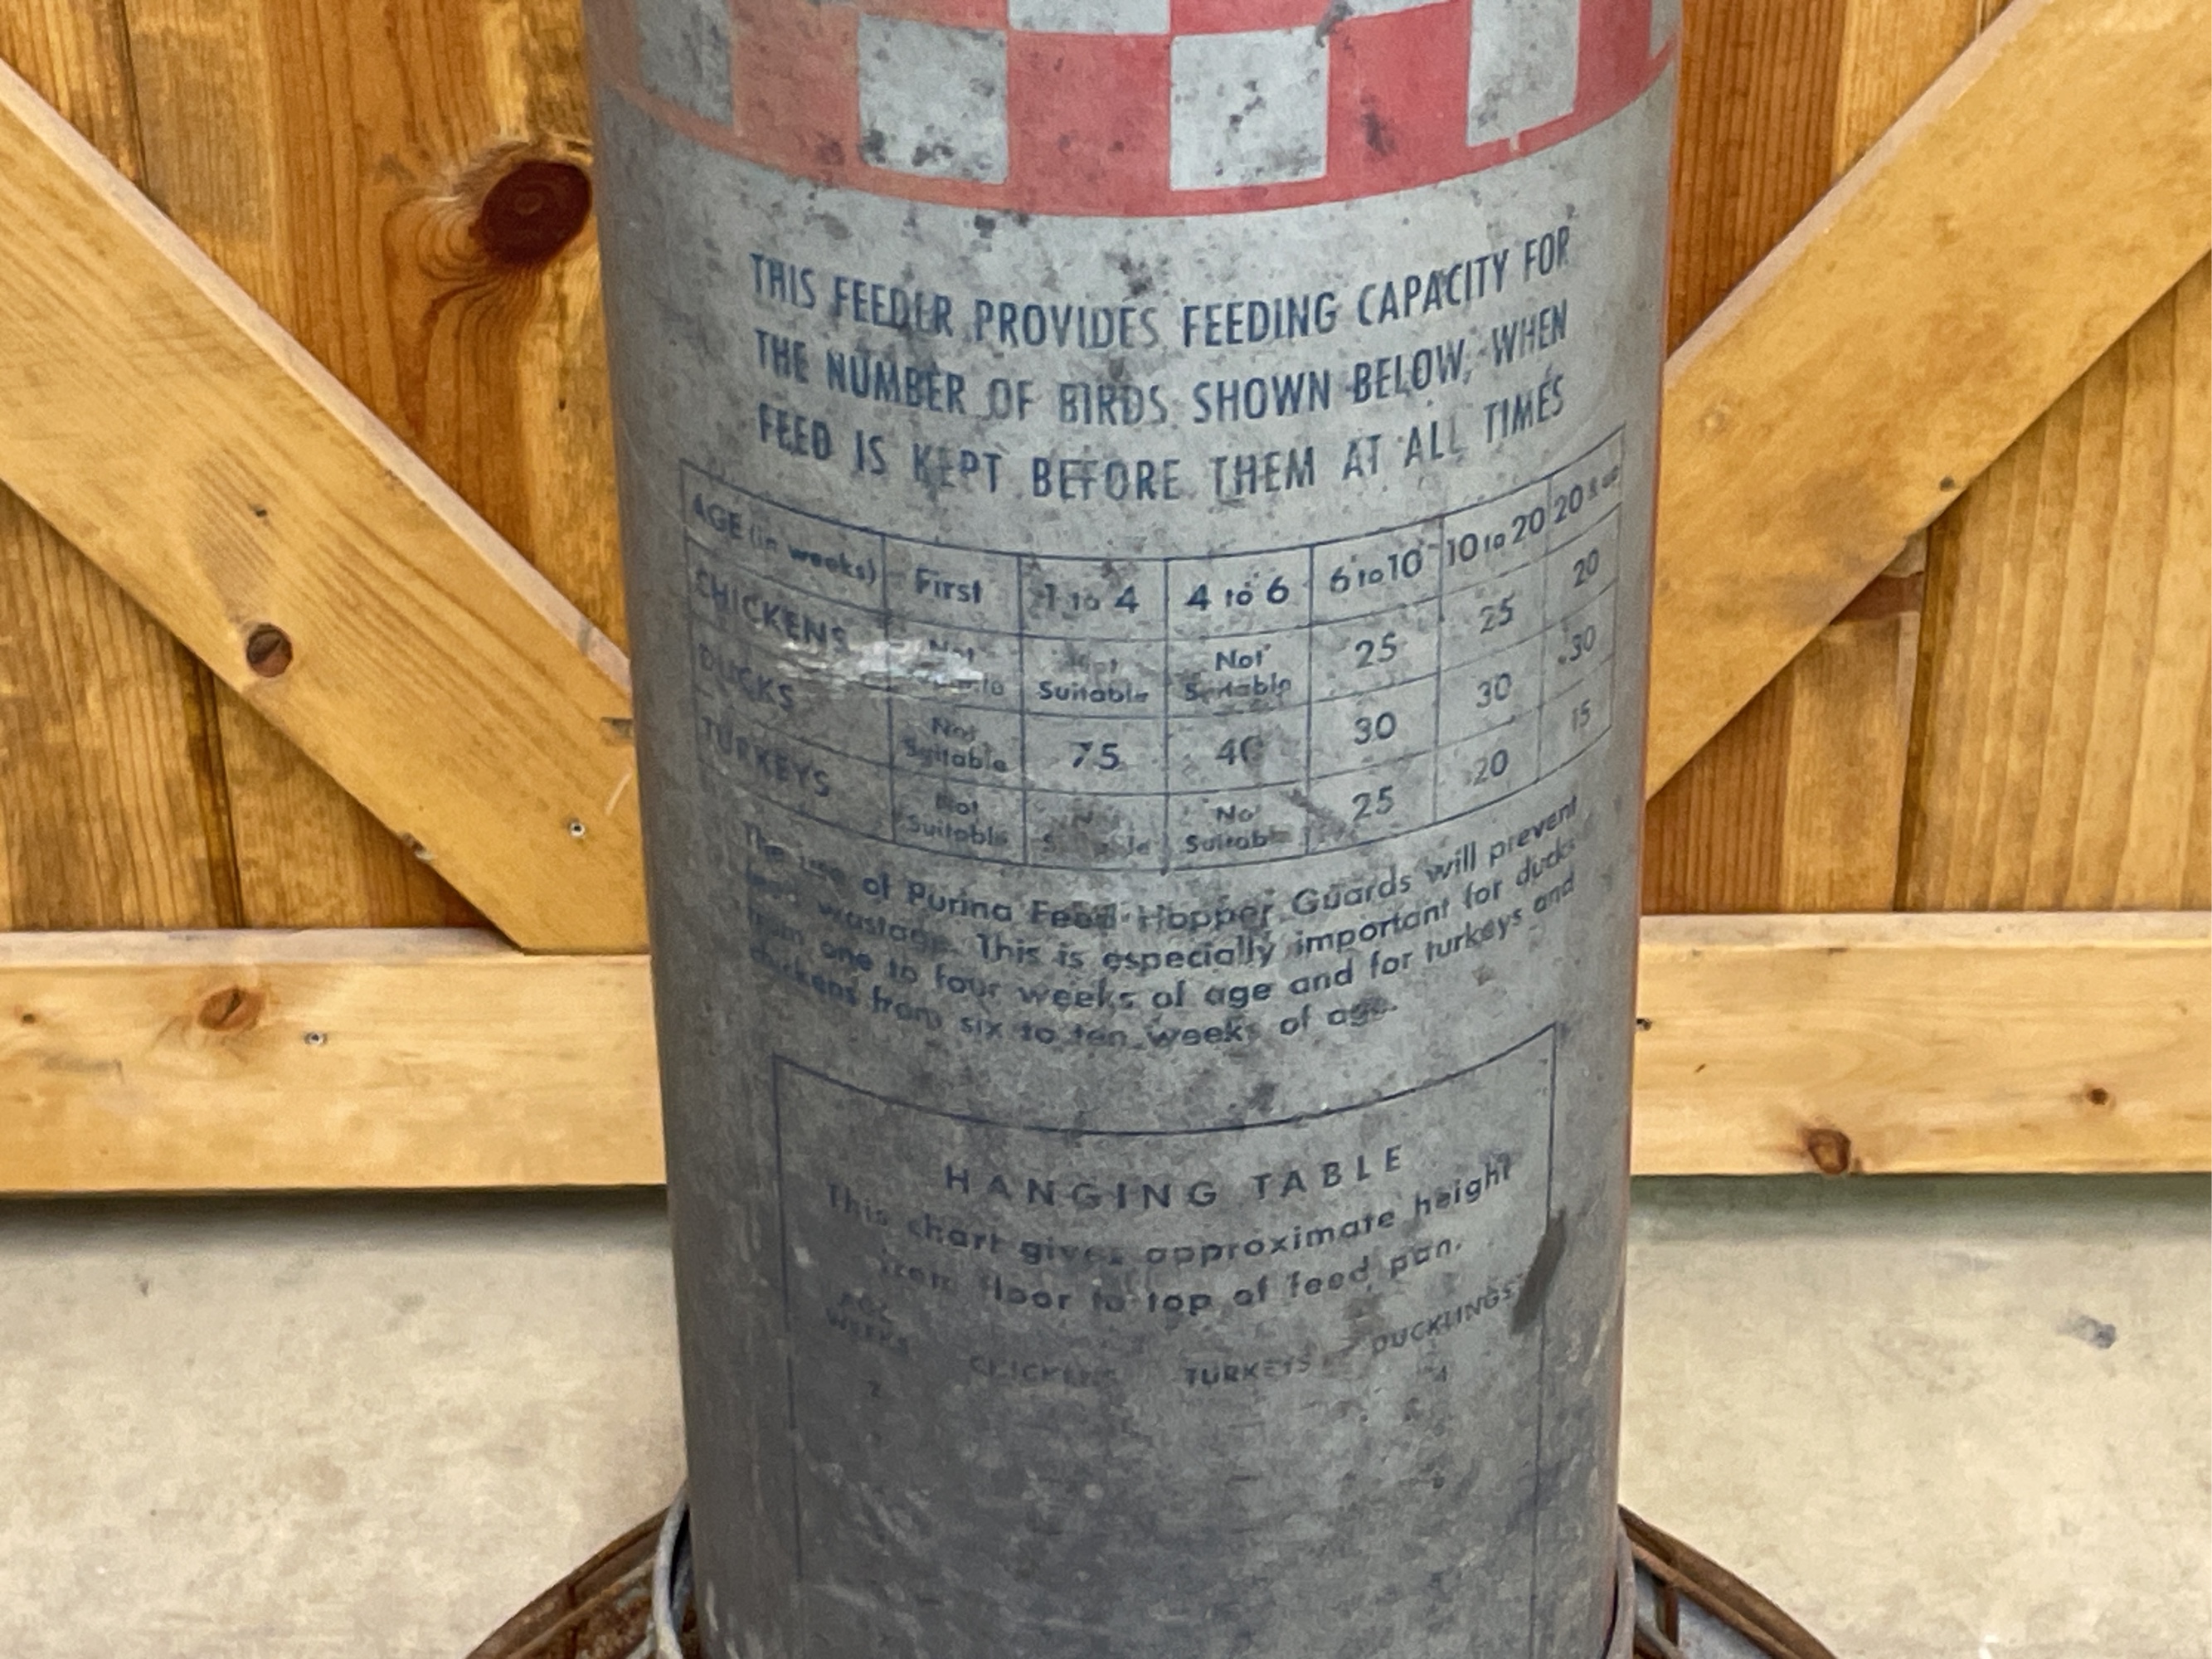 THIS FEEDER PROVIDES FEEDING CAPACITY FOR
THE NUMBER OF BIRDS SHOWN BELOW, WHEN
FEED IS KEPT BEFORE THEM AT ALL TIMES
AGE (in weeks) First 1 to 4 4 to 6 6 to 10 10 to 20 20 & up
CHICKENS Not Not Not 25 25 20
Suitable Suitable
DUCKS Not 75 40 30 30 30
Suitable
TURKEYS Not 25 20 15
Suitable
The use of Purina Feed Hopper Guards will prevent
feed wastage. This is especially important for ducks
from one to four weeks of age and for turkeys and
chickens from six to ten weeks of age.
HANGING TABLE
This chart gives approximate height
from floor to top of feed pan.
AGE
WEEKS CHICKENS TURKEYS DUCKLINGS